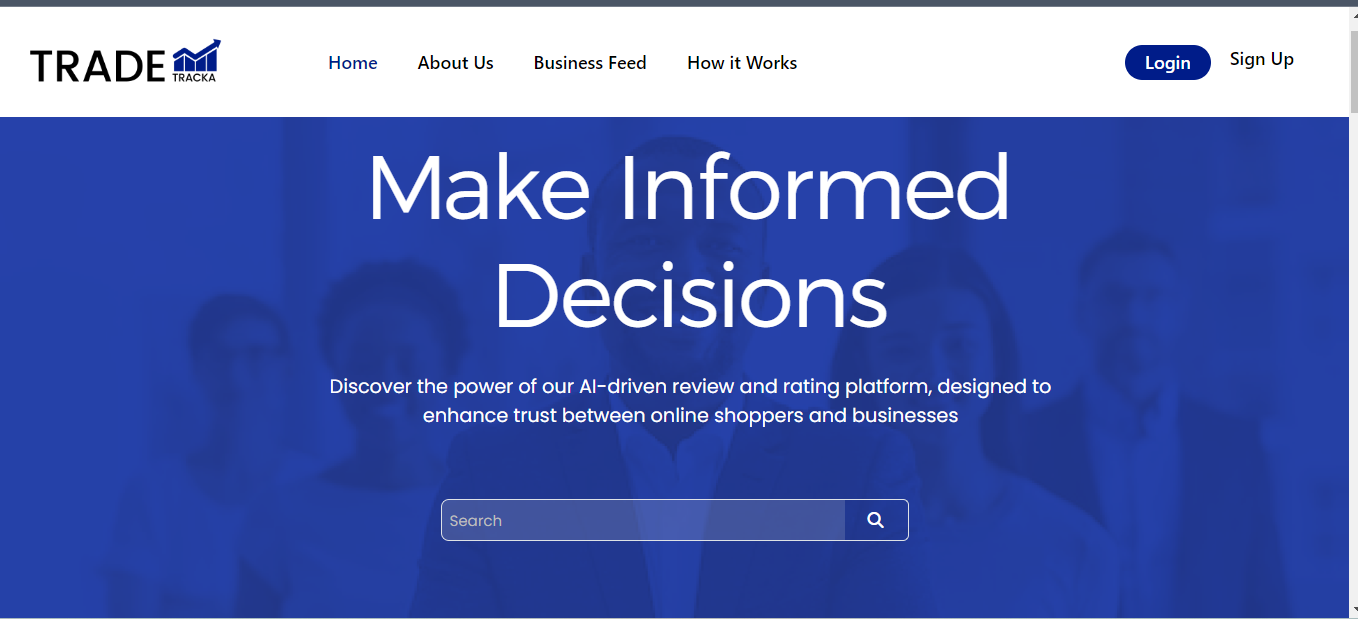 TRADE TRACKA
Home About Us Business Feed How it Works Login Sign Up
Make Informed
Decisions
Discover the power of our AI-driven review and rating platform, designed to
enhance trust between online shoppers and businesses
Search